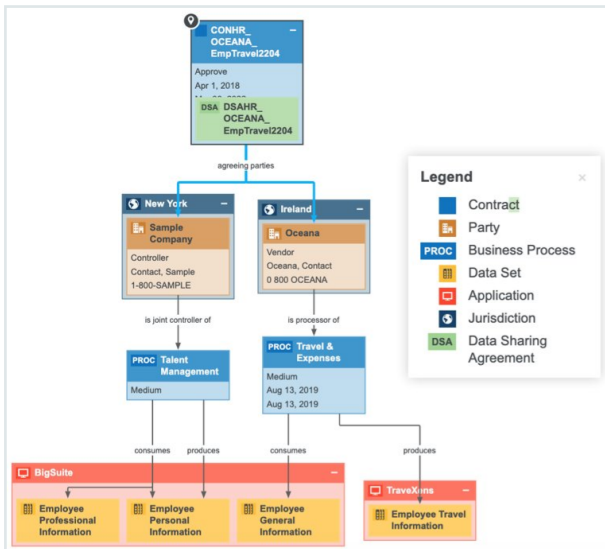 CONHR_
OCEANA_
EmpTravel2204
Approve
Apr 1, 2018
DSA DSAHR_
OCEANA_
EmpTravel2204
agreeing parties
New York
Ireland
Sample
Company
Controller
Contact, Sample
1-800-SAMPLE
Oceana
Vendor
Oceana, Contact
0 800 OCEANA
Legend
Contract
Party
PROC Business Process
Data Set
Application
Jurisdiction
DSA Data Sharing
Agreement
is joint controller of
is processor of
PROC Talent
Management
Medium
PROC Travel &
Expenses
Medium
Aug 13, 2019
Aug 13, 2019
consumes
produces
consumes
produces
BigSuite
Employee
Professional
Information
Employee
Personal
Information
Employee
General
Information
Employee Travel
Information